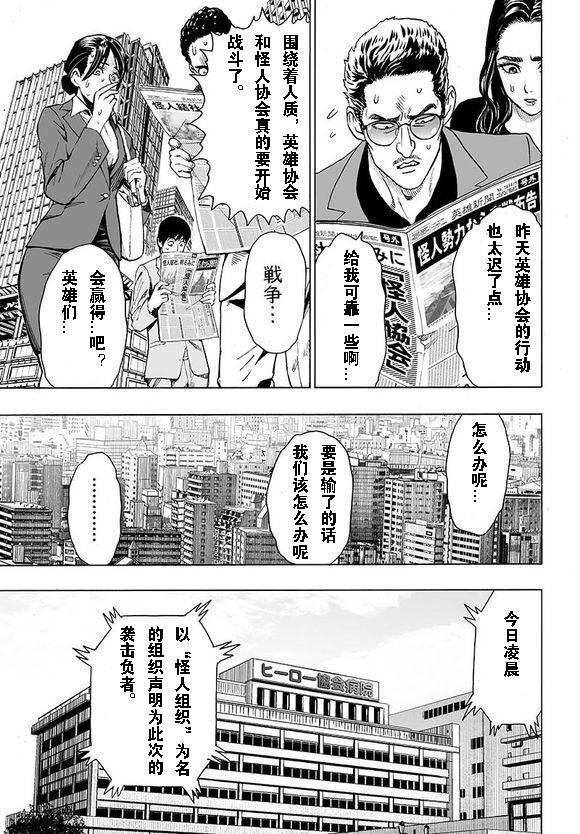 昨天英雄协会的行动
也太迟了点…
给我可靠一些啊…
英雄新聞
号外
怪人勢力
怪人協会
围绕着人质，英雄协会
和怪人协会真的要开始
战斗了。
戦争…
会赢得…吧？
英雄们…
怎么办呢…
要是输了的话
我们该怎么办呢
………
今日凌晨
以“怪人组织”为名
的组织声明为此次的
袭击负责。
ヒーロー協会病院